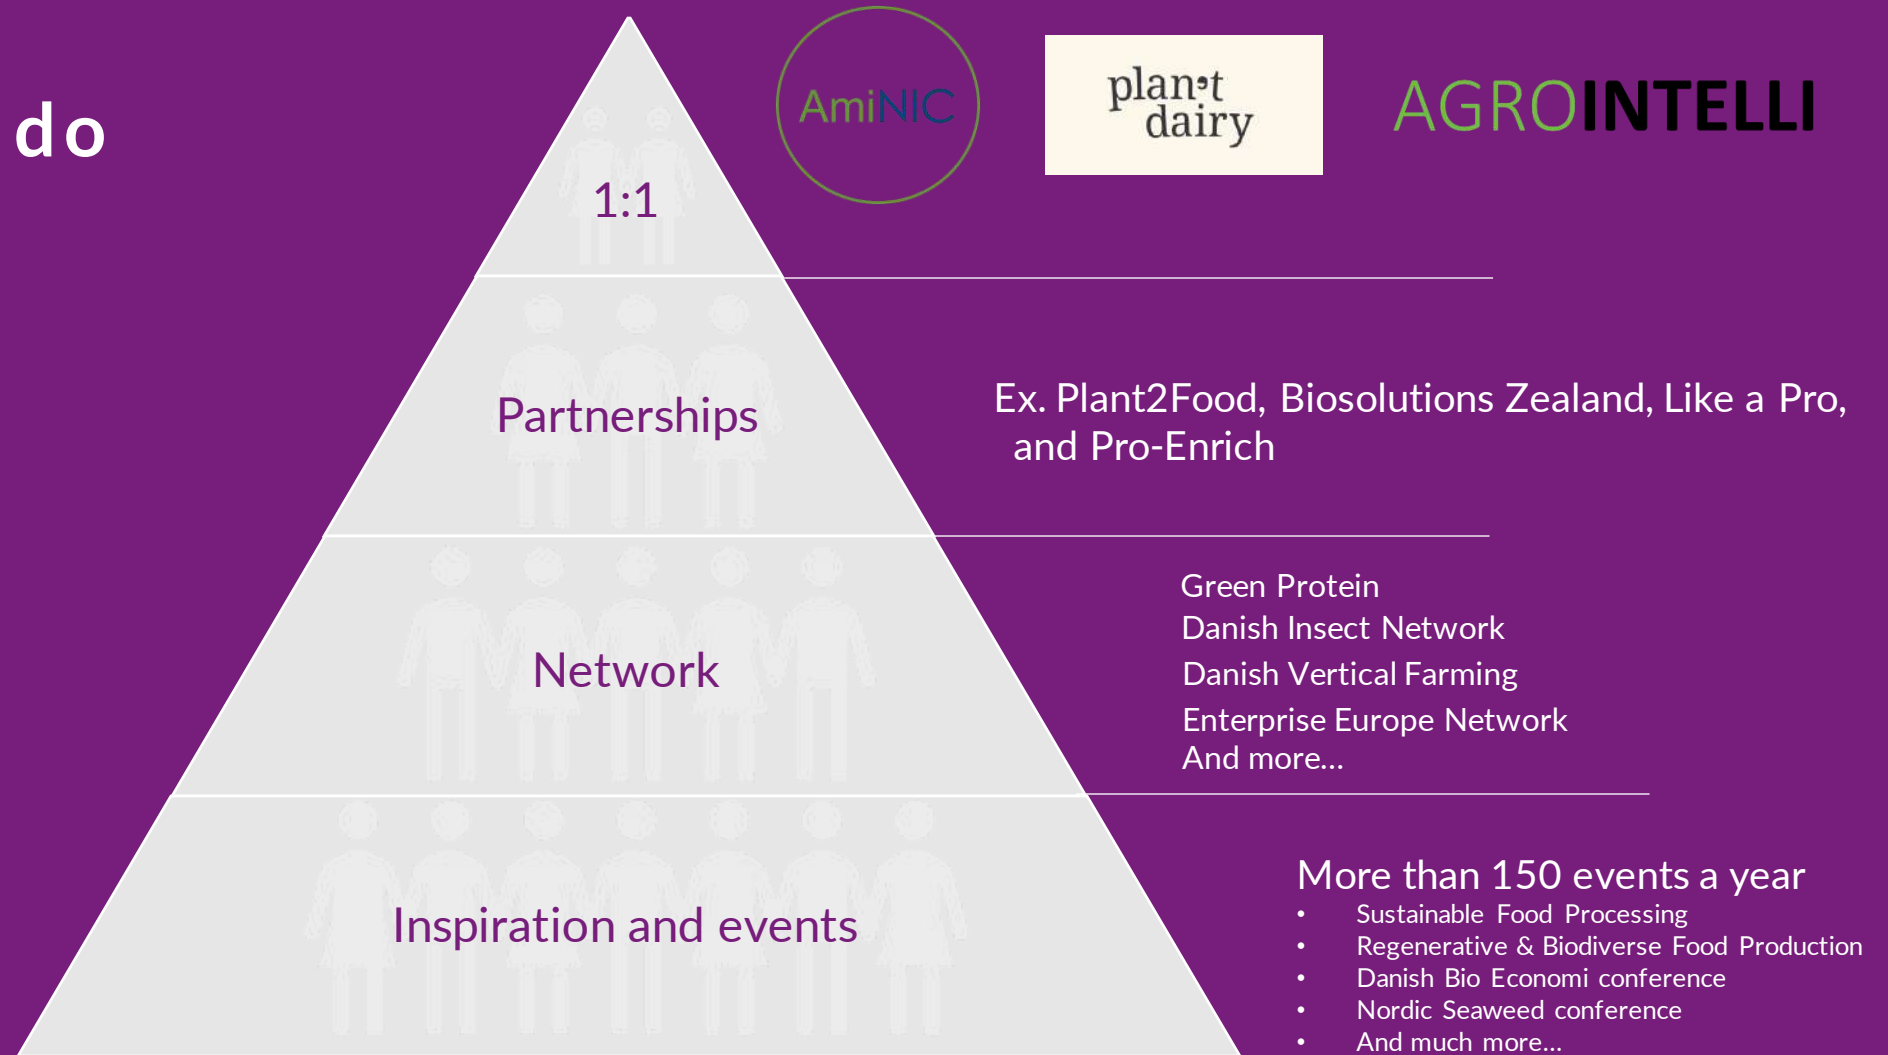 do
AmiNIC
plan:t
dairy
AGROINTELLI
1:1
Partnerships
Ex. Plant2Food, Biosolutions Zealand, Like a Pro,
and Pro-Enrich
Network
Green Protein
Danish Insect Network
Danish Vertical Farming
Enterprise Europe Network
And more...
Inspiration and events
More than 150 events a year
• Sustainable Food Processing
• Regenerative & Biodiverse Food Production
• Danish Bio Economi conference
• Nordic Seaweed conference
• And much more...